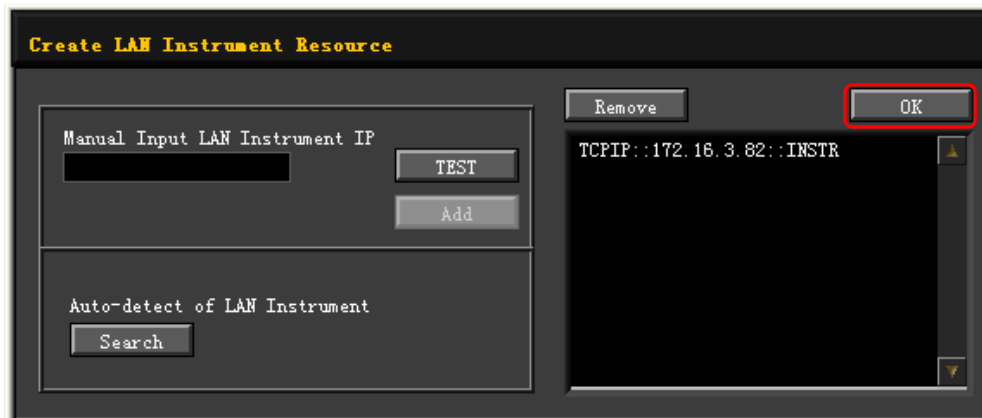 Create LAN Instrument Resource
Manual Input LAN Instrument IP
TEST
Add
Auto-detect of LAN Instrument
Search
Remove
OK
TCPIP::172.16.3.82::INSTR